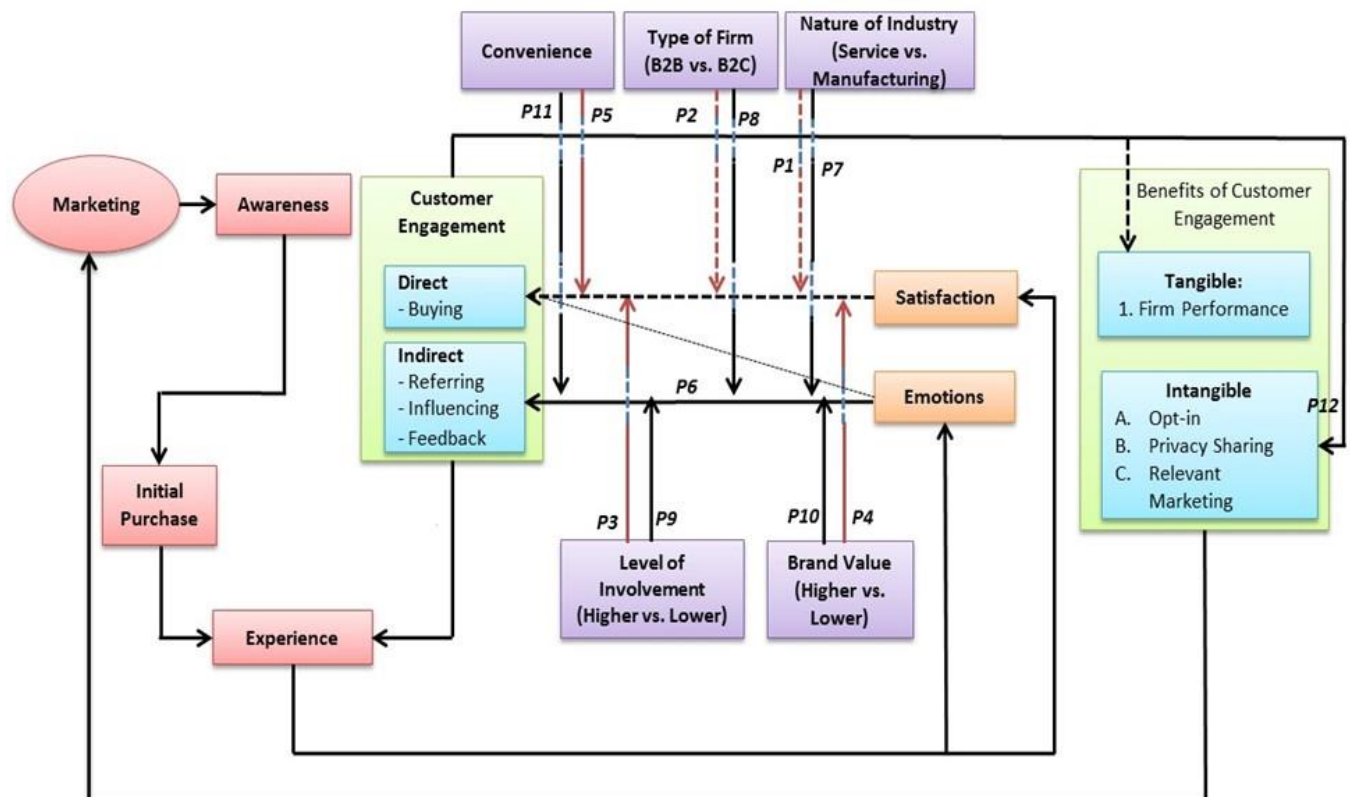 Convenience
Type of Firm
(B2B vs. B2C)
Nature of Industry
(Service vs.
Manufacturing)
P11
P5
P2
P8
P1
P7
Marketing
Awareness
Customer
Engagement
Direct
- Buying
Indirect
- Referring
- Influencing
- Feedback
Satisfaction
Emotions
P6
Benefits of Customer
Engagement
Tangible:
1. Firm Performance
Intangible
A. Opt-in
B. Privacy Sharing
C. Relevant
Marketing
P12
Initial
Purchase
Experience
P3
P9
P10
P4
Level of
Involvement
(Higher vs. Lower)
Brand Value
(Higher vs.
Lower)